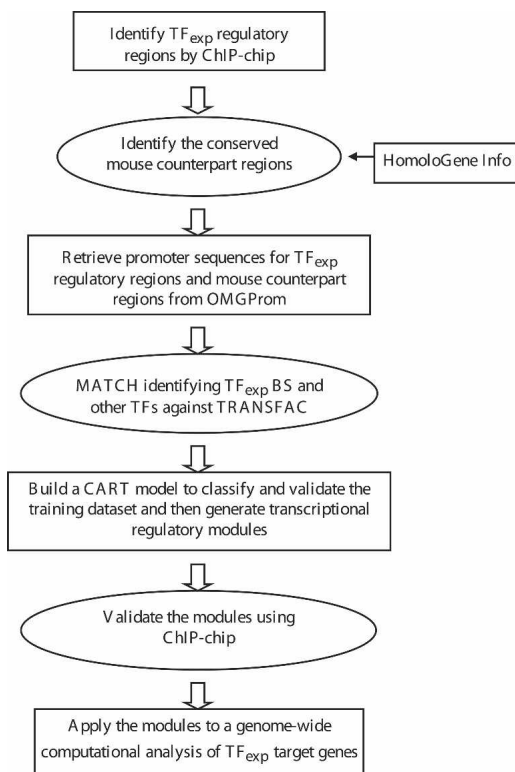 Identify TFexp regulatory
regions by ChIP-chip
Identify the conserved
mouse counterpart regions
HomoloGene Info
Retrieve promoter sequences for TFexp
regulatory regions and mouse counterpart
regions from OMGProm
MATCH identifying TFexp BS and
other TFs against TRANSFAC
Build a CART model to classify and validate the
training dataset and then generate transcriptional
regulatory modules
Validate the modules using
ChIP-chip
Apply the modules to a genome-wide
computational analysis of TFexp target genes